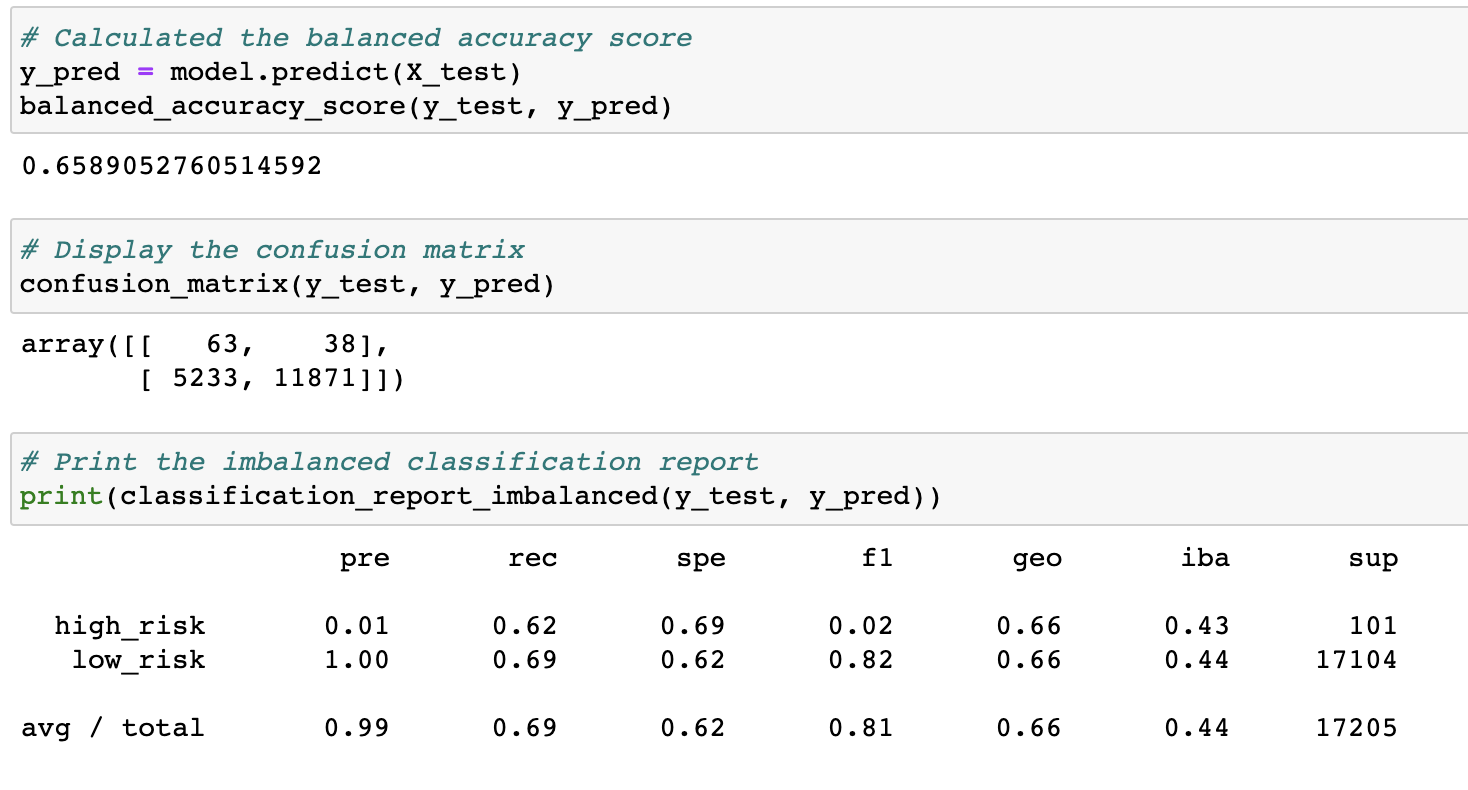 # Calculated the balanced accuracy score
y_pred = model.predict(X_test)
balanced_accuracy_score(y_test, y_pred)
0.6589052760514592
# Display the confusion matrix
confusion_matrix(y_test, y_pred)
array([[   63,    38],
       [ 5233, 11871]])
# Print the imbalanced classification report
print(classification_report_imbalanced(y_test, y_pred))
                   pre       rec       spe        f1       geo       iba       sup
  high_risk       0.01      0.62      0.69      0.02      0.66      0.43       101
   low_risk       1.00      0.69      0.62      0.82      0.66      0.44     17104
avg / total       0.99      0.69      0.62      0.81      0.66      0.44     17205